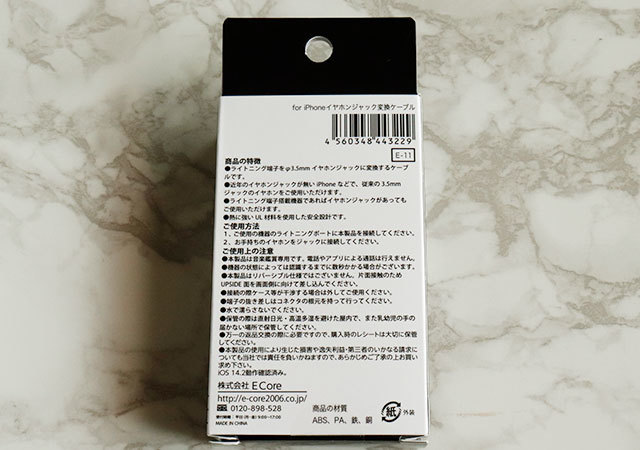 for iPhoneイヤホンジャック変換ケーブル
4 560348 443229
E-11
商品の特徴
●ライトニング端子をφ3.5mm イヤホンジャックに変換するケーブルです。
●近年のイヤホンジャックが無い iPhone などで、従来の 3.5mm
ジャックのイヤホンをご使用いただけます。
●ライトニング端子搭載機器であればイヤホンジャックがあっても
ご使用いただけます。
●熱に強い UL 材料を使用した安全設計です。
ご使用方法
1、ご使用の機器のライトニングポートに本製品を接続してください。
2、お手持ちのイヤホンをジャックに接続してください。
ご使用上の注意
●本製品は音楽鑑賞専用です。電話やアプリによる通話は行えません。
●機器の状態によっては認識するまでに数秒かかる場合がございます。
●本製品はリバーシブル仕様ではございません。片面接触のため
UPSIDE 面を画面側に向けて差し込んでください。
●接続の際ケース等が干渉する場合は外してご使用ください。
●端子の抜き差しはコネクタの根元を持って行ってください。
●水で濡らさないでください。
●保管の際は直射日光・高温多湿を避けた屋内で、また乳幼児の手の
届かない場所で保管してください。
●万一の返品交換の際に必要ですので、購入時のレシートは大切に保管
してください。
●本製品の使用により生じた損害や逸失利益・第三者のいかなる請求に
ついても当社では責任を負いかねますので、あらかじめご了承の上お買い
求め下さい。
iOS 14.2動作確認済み。
株式会社 E Core
http://e-core2006.co.jp/
0120-898-528
受付時間：平日(月-金) 9:00~17:00
MADE IN CHINA
商品の材質
ABS、PA、鉄、銅
紙 外装